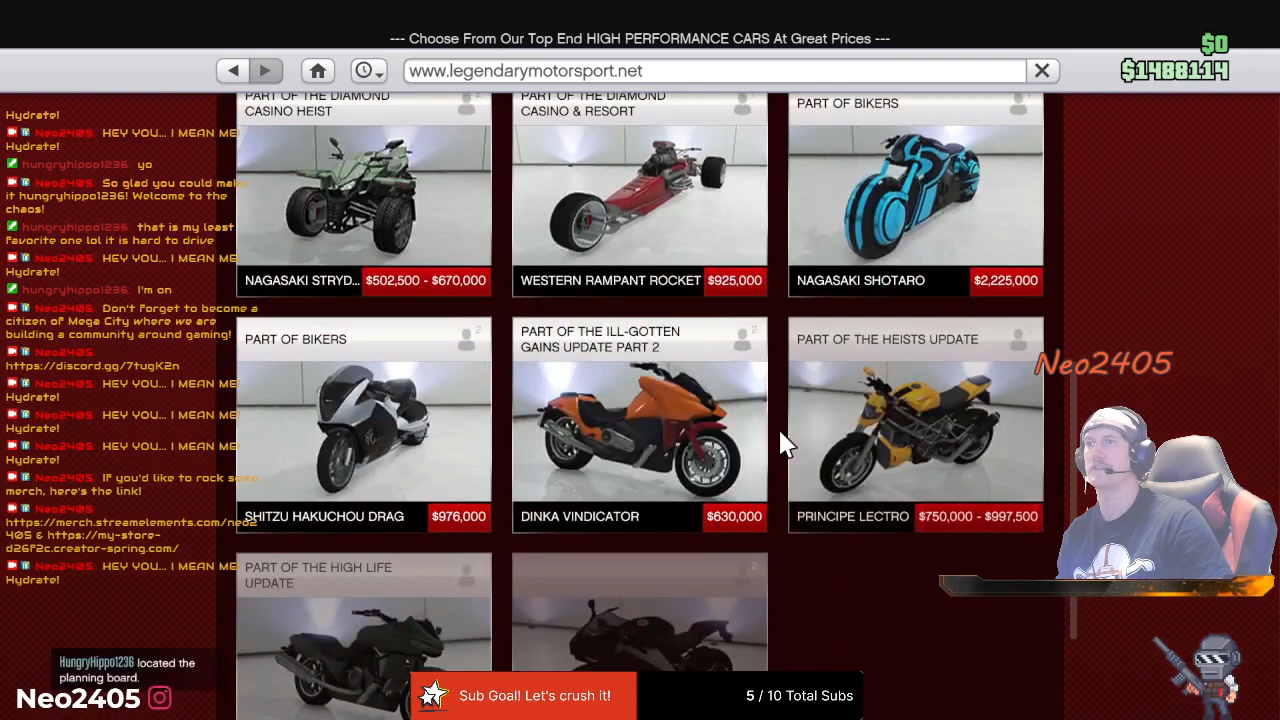 --- Choose From Our Top End HIGH PERFORMANCE CARS At Great Prices ---
$0
www.legendarymotorsport.net
$1488114
PART OF THE DIAMOND
CASINO HEIST
PART OF THE DIAMOND
CASINO & RESORT
PART OF BIKERS
NAGASAKI STRYD... $502,500 - $670,000
WESTERN RAMPANT ROCKET $925,000
NAGASAKI SHOTARO $2,225,000
PART OF BIKERS
2
PART OF THE ILL-GOTTEN
GAINS UPDATE PART 2
2
PART OF THE HEISTS UPDATE
SHITZU HAKUCHOU DRAG $976,000
DINKA VINDICATOR $630,000
PRINCIPE LECTRO $750,000 - $997,500
PART OF THE HIGH LIFE
UPDATE
2
Hydrate!
Neo2405 HEY YOU... I MEAN ME!
Hydrate!
hungryhippo1236 yo
Neo2405 So glad you could make
it hungryhippo1236! Welcome to the
chaos!
hungryhippo1236 that is my least
favorite one lol it is hard to drive
Neo2405 HEY YOU... I MEAN ME!
Hydrate!
hungryhippo1236 I'm on
Neo2405 Don't forget to become a
citizen of Mega City where we are
building a community around gaming!
Neo2405
https://discord.gg/7tugK2n
Neo2405 HEY YOU... I MEAN ME!
Hydrate!
Neo2405 HEY YOU... I MEAN ME!
Hydrate!
Neo2405 HEY YOU... I MEAN ME!
Hydrate!
Neo2405 If you'd like to rock some
merch, here's the link!
Neo2405
https://merch.streamelements.com/neo2
405 & https://my-store-
d26f2c.creator-spring.com/
Neo2405 HEY YOU... I MEAN ME!
Hydrate!
Neo2405
HungryHippo1236 located the
planning board.
Neo2405
Sub Goal! Let's crush it!
5 / 10 Total Subs